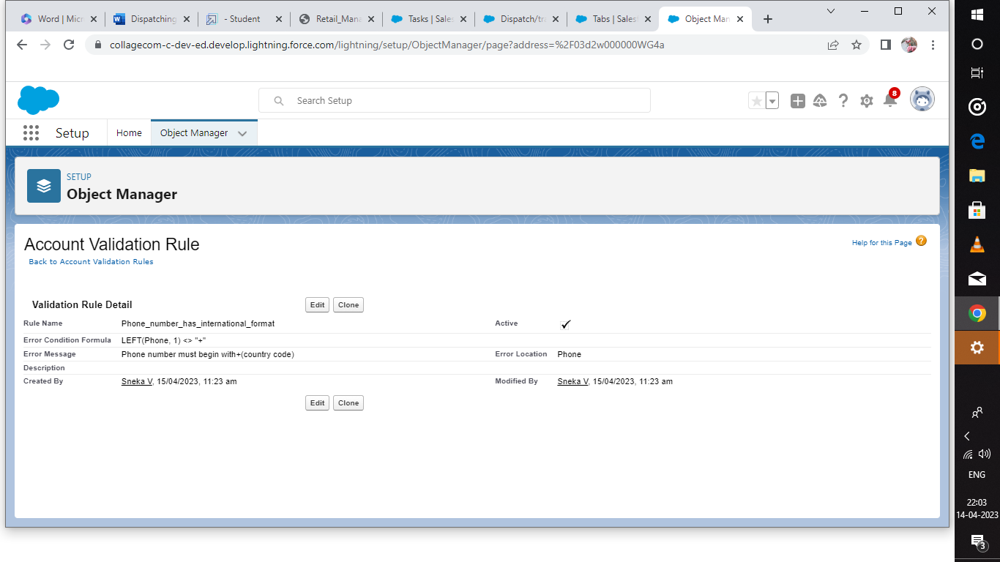 Word | Micr
Dispatching
- Student
Retail_Mana
Tasks | Sales
Dispatch/tra
Tabs | Salesf
Object Man
collagecom-c-dev-ed.develop.lightning.force.com/lightning/setup/ObjectManager/page?address=%2F03d2w000000WG4a
Search Setup
8
Setup
Home
Object Manager
SETUP
Object Manager
Account Validation Rule
Help for this Page ?
Back to Account Validation Rules
Validation Rule Detail
Edit Clone
Rule Name Phone_number_has_international_format Active
Error Condition Formula LEFT(Phone, 1) <> "+"
Error Message Phone number must begin with+(country code) Error Location Phone
Description
Created By Sneka V, 15/04/2023, 11:23 am Modified By Sneka V, 15/04/2023, 11:23 am
Edit Clone
ENG
22:03
14-04-2023
3